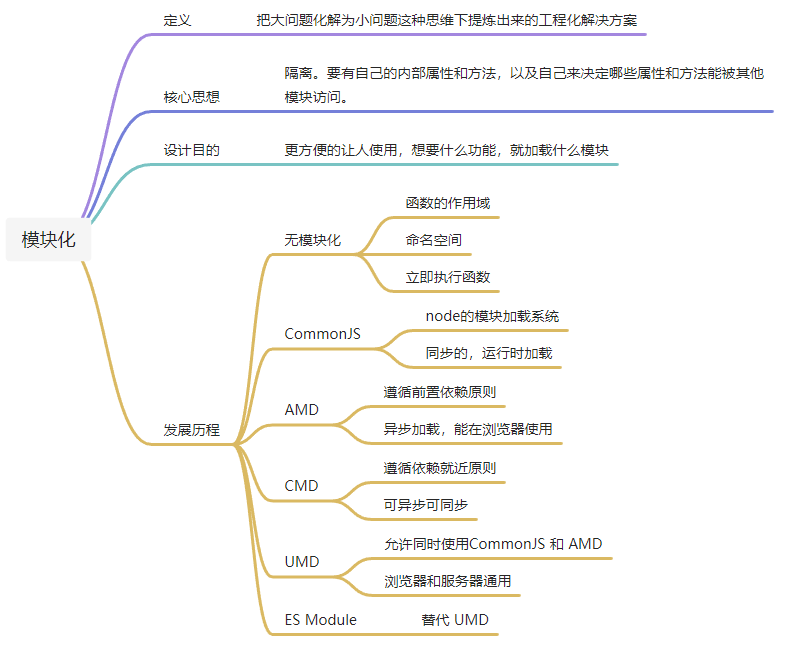 模块化
定义
把大问题化解为小问题这种思维下提炼出来的工程化解决方案
核心思想
隔离。要有自己的内部属性和方法，以及自己来决定哪些属性和方法能被其他
模块访问。
设计目的
更方便的让人使用，想要什么功能，就加载什么模块
发展历程
无模块化
函数的作用域
命名空间
立即执行函数
CommonJS
node的模块加载系统
同步的，运行时加载
AMD
遵循前置依赖原则
异步加载，能在浏览器使用
CMD
遵循依赖就近原则
可异步可同步
UMD
允许同时使用CommonJS 和 AMD
浏览器和服务器通用
ES Module
替代 UMD